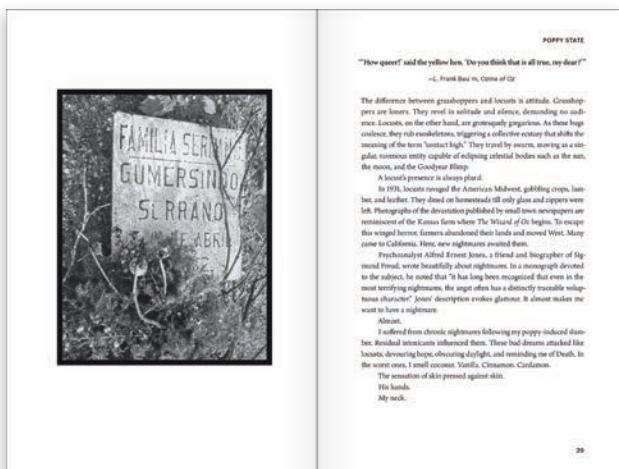 FAMILIA SERRANO
GUMERSINDO
SERRANO
ABRIL
POPPY STATE
"'How queer!' said the yellow hen. 'Do you think that is all true, my dear?'"
—L. Frank Bau m, Ozma of Oz
The difference between grasshoppers and locusts is attitude. Grasshop-
pers are loners. They revel in solitude and silence, demanding no audi-
ence. Locusts, on the other hand, are grotesquely gregarious. As these bugs
coalesce, they rub exoskeletons, triggering a collective ecstasy that shifts the
meaning of the term "contact high." They travel by swarm, moving as a sin-
gular, ravenous entity capable of eclipsing celestial bodies such as the sun,
the moon, and the Goodyear Blimp.
A locust's presence is always plural.
In 1931, locusts ravaged the American Midwest, gobbling crops, lum-
ber, and leather. They dined on homesteads till only glass and zippers were
left. Photographs of the devastation published by small town newspapers are
reminiscent of the Kansas farm where The Wizard of Oz begins. To escape
this winged horror, farmers abandoned their lands and moved West. Many
came to California. Here, new nightmares awaited them.
Psychoanalyst Alfred Ernest Jones, a friend and biographer of Sig-
mund Freud, wrote beautifully about nightmares. In a monograph devoted
to the subject, he noted that "it has long been recognized that even in the
most terrifying nightmares, the angst often has a distinctly traceable volup-
tuous character." Jones' description evokes glamour. It almost makes me
want to have a nightmare.
Almost.
I suffered from chronic nightmares following my poppy-induced slum-
ber. Residual intoxicants influenced them. These bad dreams attacked like
locusts, devouring hope, obscuring daylight, and reminding me of Death. In
the worst ones, I smell coconut. Vanilla. Cinnamon. Cardamon.
The sensation of skin pressed against skin.
His hands.
My neck.
29